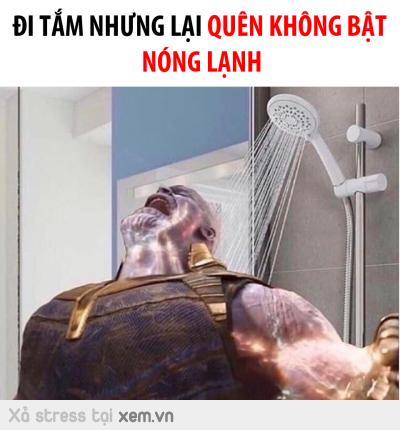 ĐI TẮM NHƯNG LẠI QUÊN KHÔNG BẬT
NÓNG LẠNH
Xả stress tại xem.vn